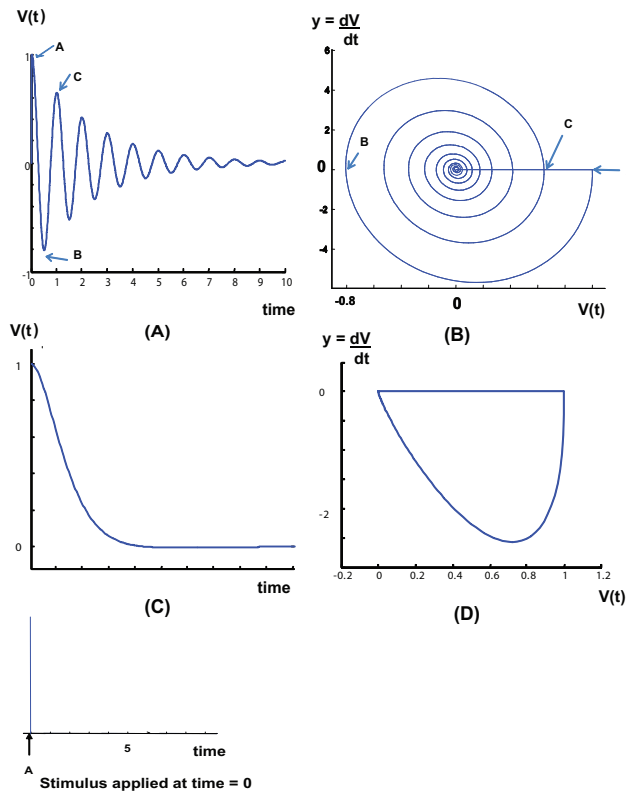 V(t)
A
C
B
1
0
-1
0 1 2 3 4 5 6 7 8 9 10
time
(A)
y = dV
dt
6
4
2
0
-2
-4
B
C
-0.8
0
V(t)
(B)
V(t)
1
0
time
(C)
y = dV
dt
0
-2
-0.2 0 0.2 0.4 0.6 0.8 1 1.2
V(t)
(D)
5
time
A
Stimulus applied at time = 0